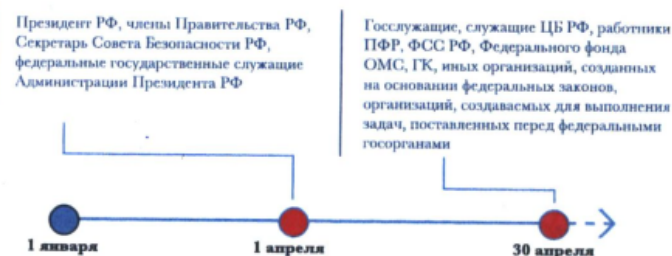 Президент РФ, члены Правительства РФ,
Секретарь Совета Безопасности РФ,
федеральные государственные служащие
Администрации Президента РФ
Госслужащие, служащие ЦБ РФ, работники
ПФР, ФСС РФ, Федерального фонда
ОМС, ГК, иных организаций, созданных
на основании федеральных законов,
организаций, создаваемых для выполнения
задач, поставленных перед федеральными
госорганами
1 января
1 апреля
30 апреля